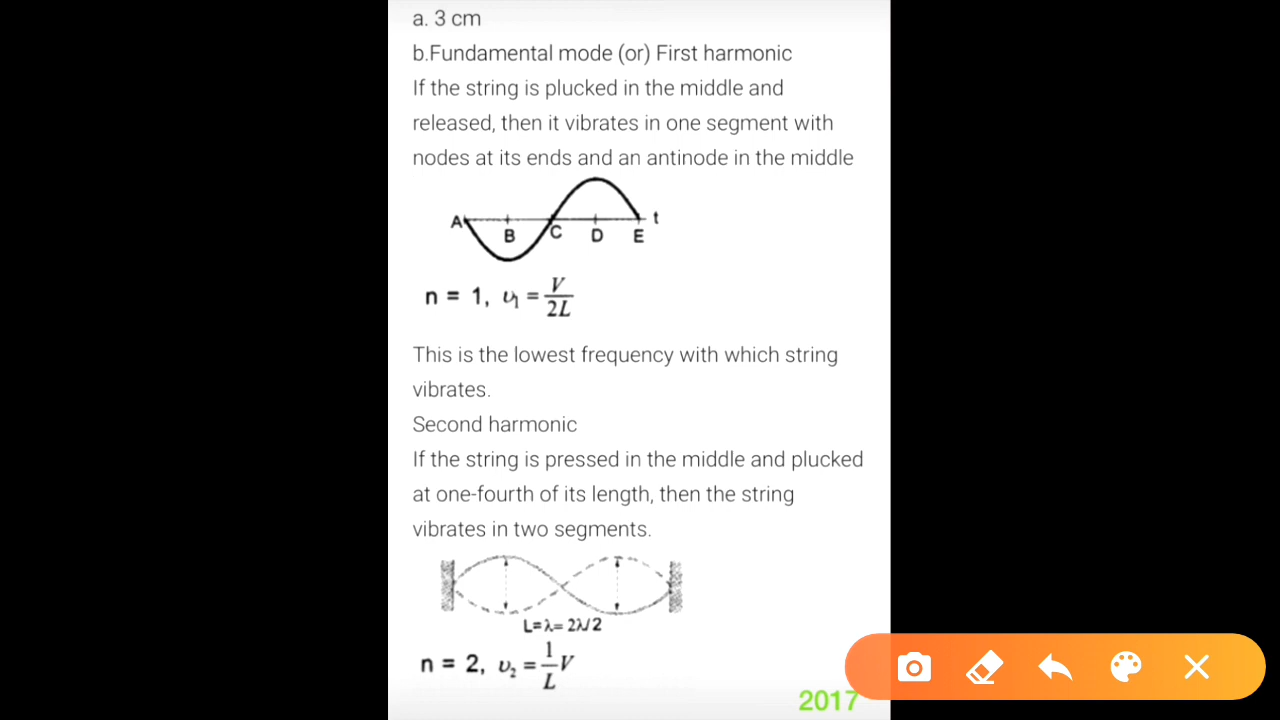 a. 3 cm
b.Fundamental mode (or) First harmonic
If the string is plucked in the middle and
released, then it vibrates in one segment with
nodes at its ends and an antinode in the middle
A B C D E t
n = 1, υ₁ = V/2L
This is the lowest frequency with which string
vibrates.
Second harmonic
If the string is pressed in the middle and plucked
at one-fourth of its length, then the string
vibrates in two segments.
L=λ= 2λ/2
n = 2, υ₂ = 1/L V
2017